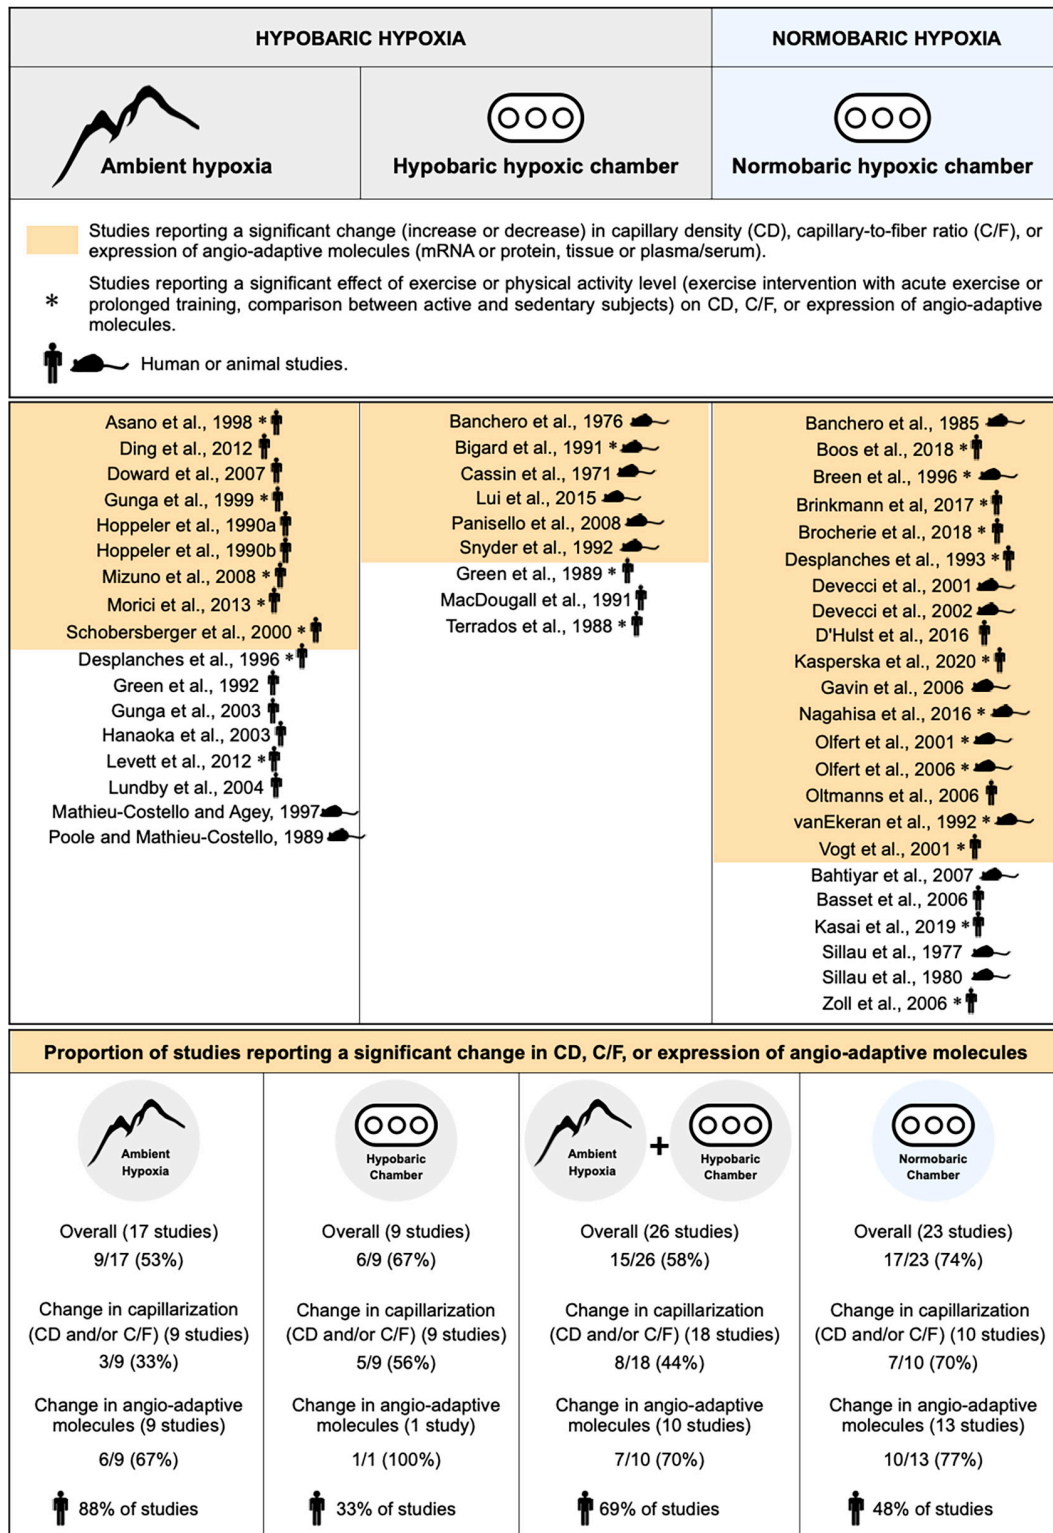 HYPOBARIC HYPOXIA
NORMOBARIC HYPOXIA
Ambient hypoxia
Hypobaric hypoxic chamber
Normobaric hypoxic chamber
Studies reporting a significant change (increase or decrease) in capillary density (CD), capillary-to-fiber ratio (C/F), or
expression of angio-adaptive molecules (mRNA or protein, tissue or plasma/serum).
* Studies reporting a significant effect of exercise or physical activity level (exercise intervention with acute exercise or
prolonged training, comparison between active and sedentary subjects) on CD, C/F, or expression of angio-adaptive
molecules.
Human or animal studies.
Asano et al., 1998 *
Ding et al., 2012
Doward et al., 2007
Gunga et al., 1999 *
Hoppeler et al., 1990a
Hoppeler et al., 1990b
Mizuno et al., 2008 *
Morici et al., 2013 *
Schobersberger et al., 2000 *
Desplanches et al., 1996 *
Green et al., 1992
Gunga et al., 2003
Hanaoka et al., 2003
Levett et al., 2012 *
Lundby et al., 2004
Mathieu-Costello and Agey, 1997
Poole and Mathieu-Costello, 1989
Banchero et al., 1976
Bigard et al., 1991 *
Cassin et al., 1971
Lui et al., 2015
Panisello et al., 2008
Snyder et al., 1992
Green et al., 1989 *
MacDougall et al., 1991
Terrados et al., 1988 *
Banchero et al., 1985
Boos et al., 2018 *
Breen et al., 1996 *
Brinkmann et al, 2017 *
Brocherie et al., 2018 *
Desplanches et al., 1993 *
Devecci et al., 2001
Devecci et al., 2002
D'Hulst et al., 2016
Kasperska et al., 2020 *
Gavin et al., 2006
Nagahisa et al., 2016 *
Olfert et al., 2001 *
Olfert et al., 2006 *
Oltmanns et al., 2006
vanEkeran et al., 1992 *
Vogt et al., 2001 *
Bahtiyar et al., 2007
Basset et al., 2006
Kasai et al., 2019 *
Sillau et al., 1977
Sillau et al., 1980
Zoll et al., 2006 *
Proportion of studies reporting a significant change in CD, C/F, or expression of angio-adaptive molecules
Ambient
Hypoxia
Overall (17 studies)
9/17 (53%)
Change in capillarization
(CD and/or C/F) (9 studies)
3/9 (33%)
Change in angio-adaptive
molecules (9 studies)
6/9 (67%)
88% of studies
Hypobaric
Chamber
Overall (9 studies)
6/9 (67%)
Change in capillarization
(CD and/or C/F) (9 studies)
5/9 (56%)
Change in angio-adaptive
molecules (1 study)
1/1 (100%)
33% of studies
Ambient
Hypoxia
+
Hypobaric
Chamber
Overall (26 studies)
15/26 (58%)
Change in capillarization
(CD and/or C/F) (18 studies)
8/18 (44%)
Change in angio-adaptive
molecules (10 studies)
7/10 (70%)
69% of studies
Normobaric
Chamber
Overall (23 studies)
17/23 (74%)
Change in capillarization
(CD and/or C/F) (10 studies)
7/10 (70%)
Change in angio-adaptive
molecules (13 studies)
10/13 (77%)
48% of studies